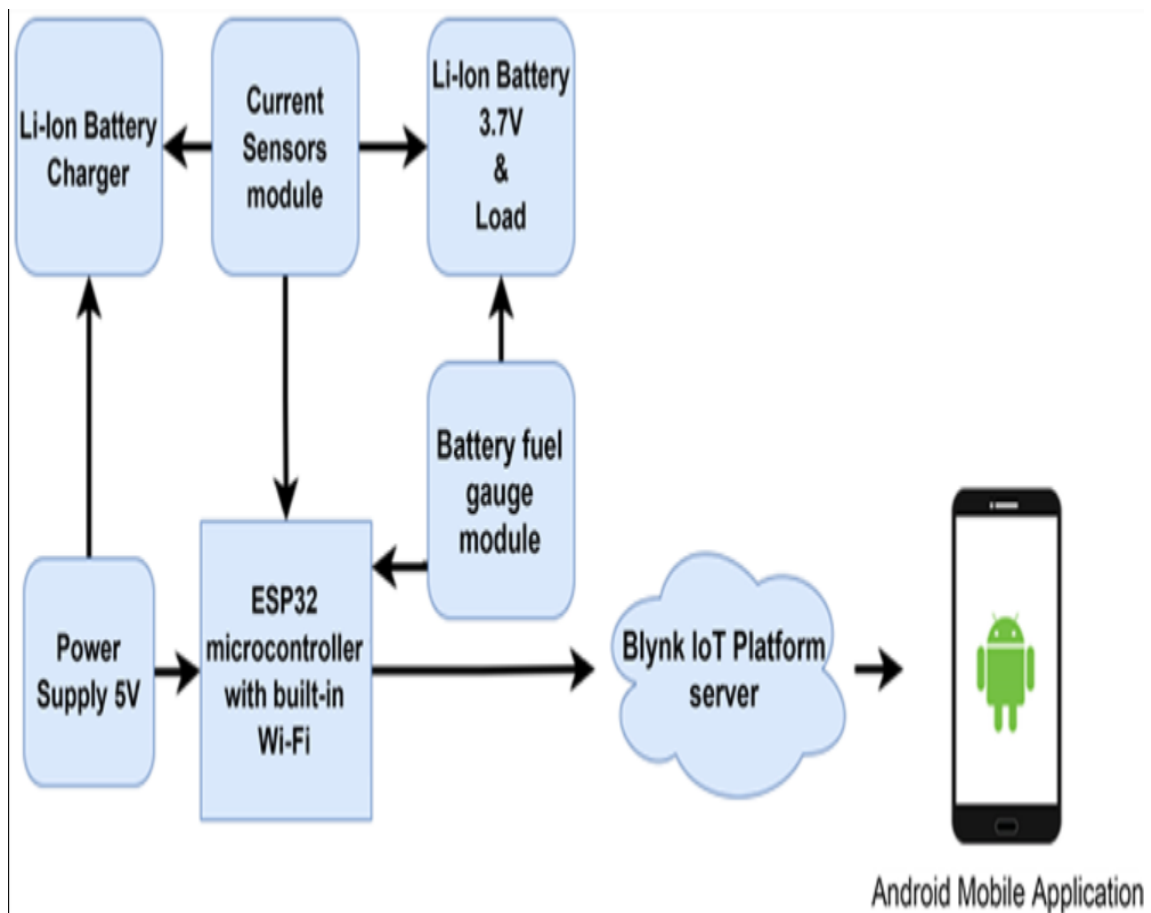 Li-Ion Battery
Charger
Current
Sensors
module
Li-Ion Battery
3.7V
&
Load
Battery fuel
gauge
module
Power
Supply 5V
ESP32
microcontroller
with built-in
Wi-Fi
Blynk IoT Platform
server
Android Mobile Application